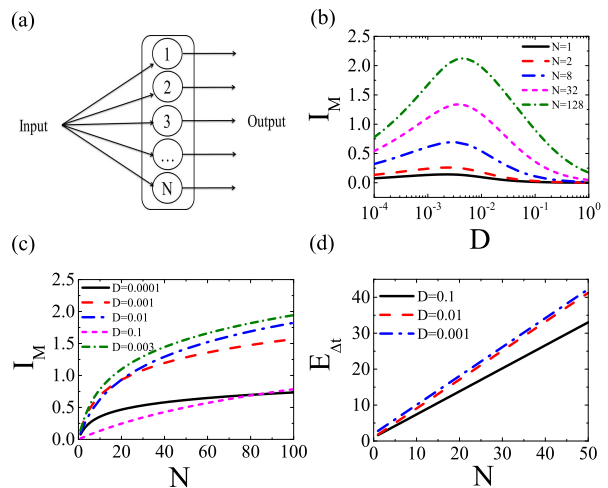 (a)
1
2
3
...
N
Input
Output
(b)
I_M
2.5
2.0
1.5
1.0
0.5
0.0
N=1
N=2
N=8
N=32
N=128
10^-4 10^-3 10^-2 10^-1 10^0
D
(c)
I_M
2.5
2.0
1.5
1.0
0.5
0.0
D=0.0001
D=0.001
D=0.01
D=0.1
D=0.003
0 20 40 60 80 100
N
(d)
E_Δt
40
30
20
10
0
D=0.1
D=0.01
D=0.001
0 10 20 30 40 50
N